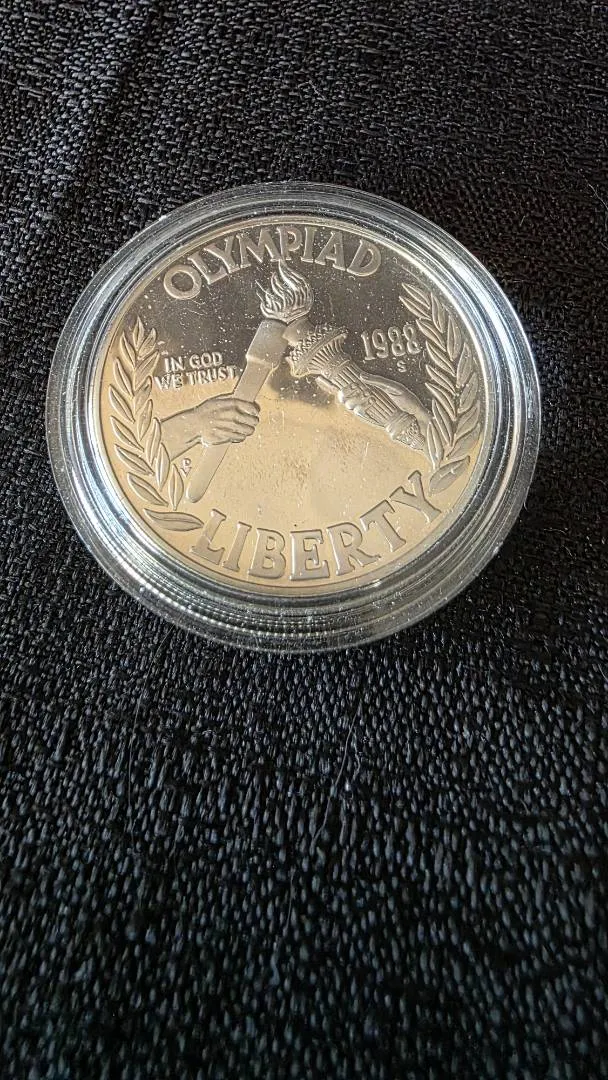 OLYMPIAD
IN GOD
WE TRUST
1988
S
LIBERTY